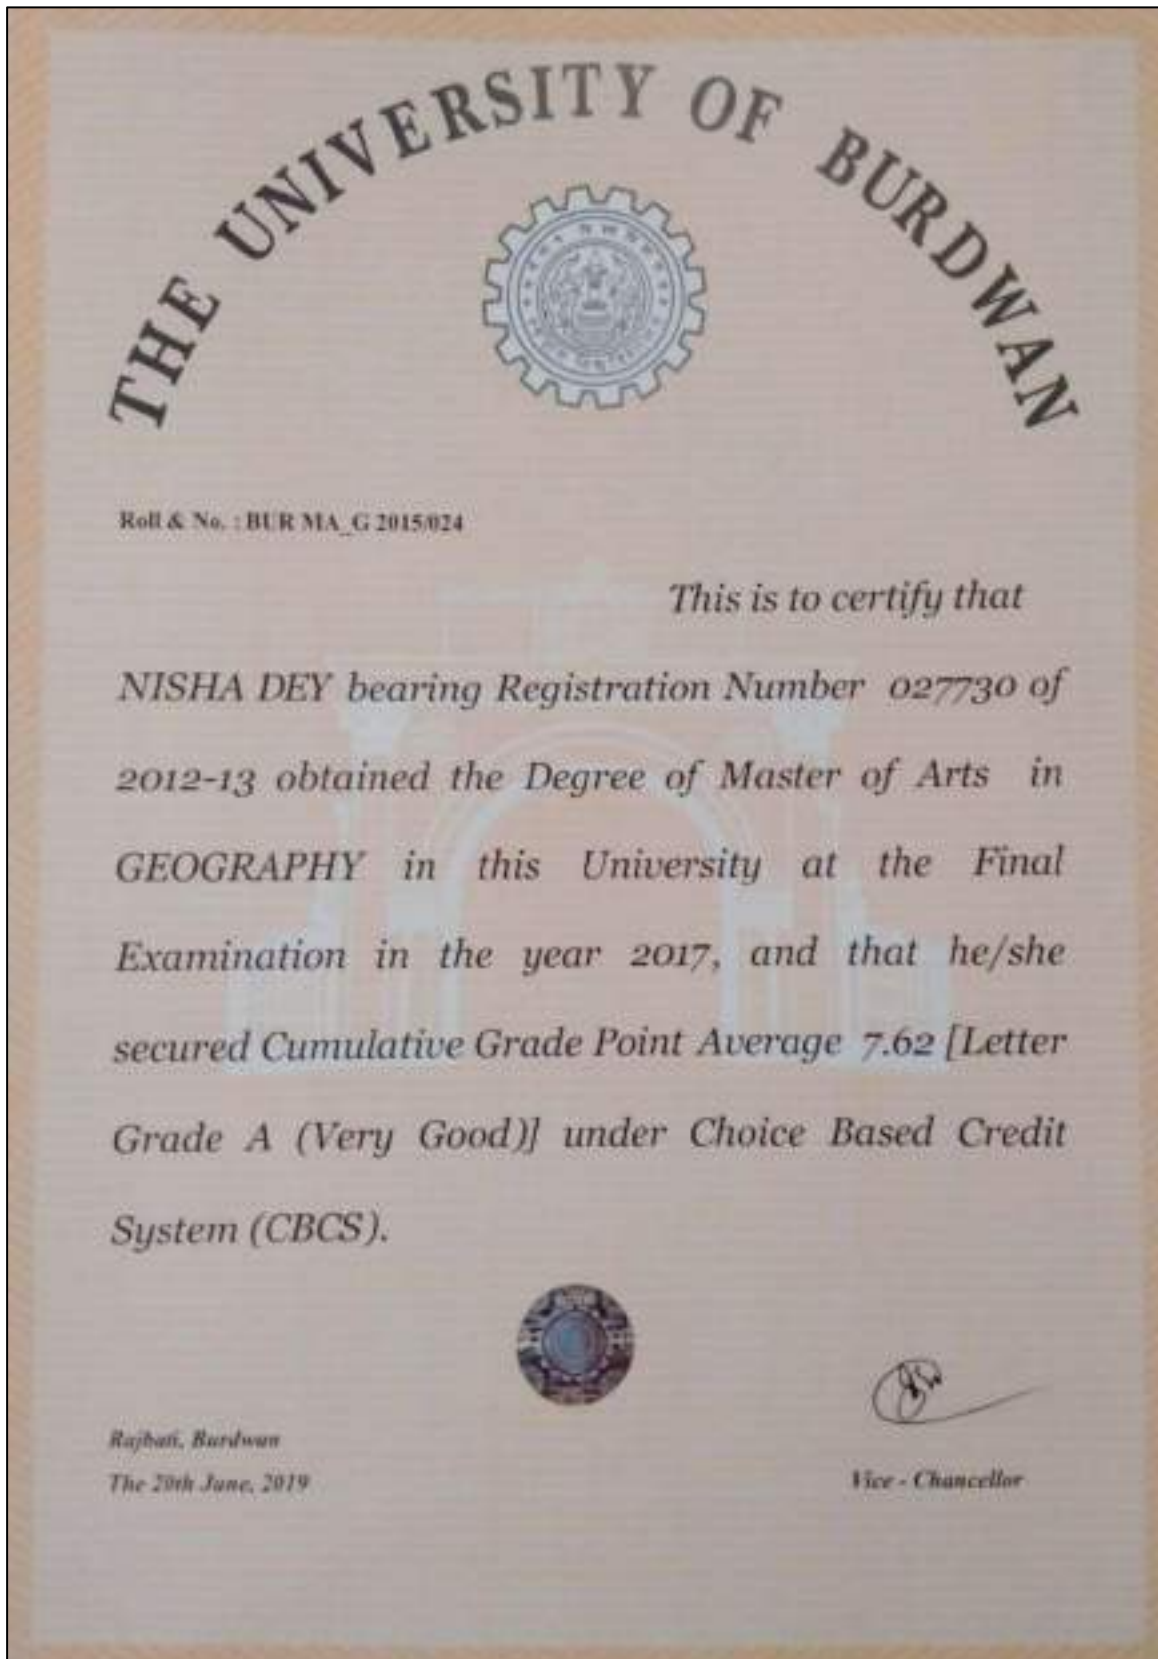 THE UNIVERSITY OF BURDWAN
Roll & No. : BUR MA_G 2015/024
This is to certify that
NISHA DEY bearing Registration Number 027730 of
2012-13 obtained the Degree of Master of Arts in
GEOGRAPHY in this University at the Final
Examination in the year 2017, and that he/she
secured Cumulative Grade Point Average 7.62 [Letter
Grade A (Very Good)] under Choice Based Credit
System (CBCS).
Rajbati, Burdwan
The 20th June, 2019
Vice - Chancellor